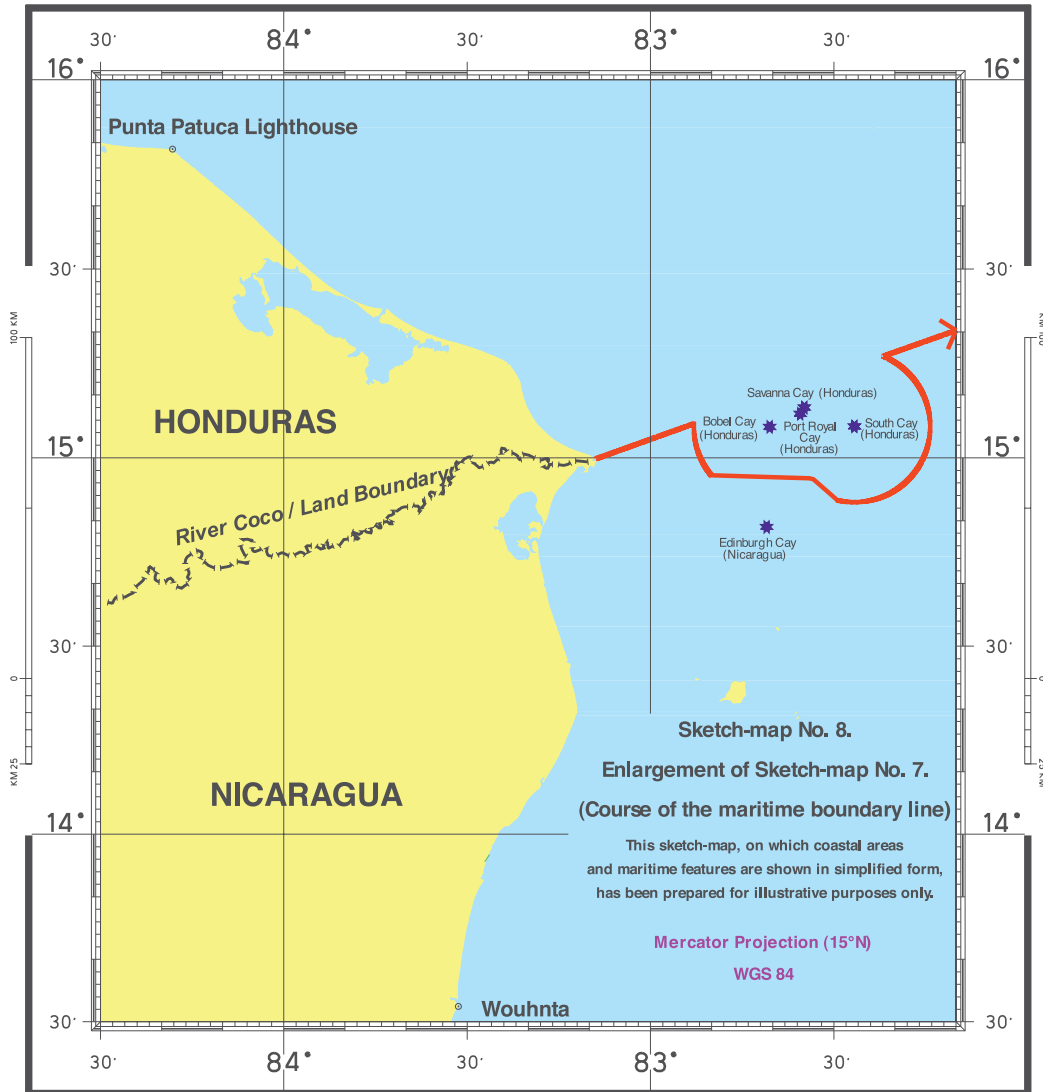 30'
84°
30'
83°
30'
16°
16°
Punta Patuca Lighthouse
30'
30'
100 KM
KM 100
Savanna Cay (Honduras)
HONDURAS
Bobel Cay
(Honduras)
Port Royal
Cay
(Honduras)
South Cay
(Honduras)
15°
15°
River Coco / Land Boundary
Edinburgh Cay
(Nicaragua)
30'
30'
0
0
Sketch-map No. 8.
Enlargement of Sketch-map No. 7.
KM 25
25 KM
NICARAGUA
(Course of the maritime boundary line)
14°
14°
This sketch-map, on which coastal areas
and maritime features are shown in simplified form,
has been prepared for illustrative purposes only.
Mercator Projection (15°N)
WGS 84
Wouhnta
30'
30'
30'
84°
30'
83°
30'